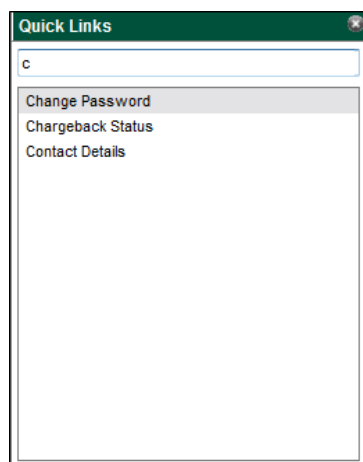 Quick Links
c
Change Password
Chargeback Status
Contact Details